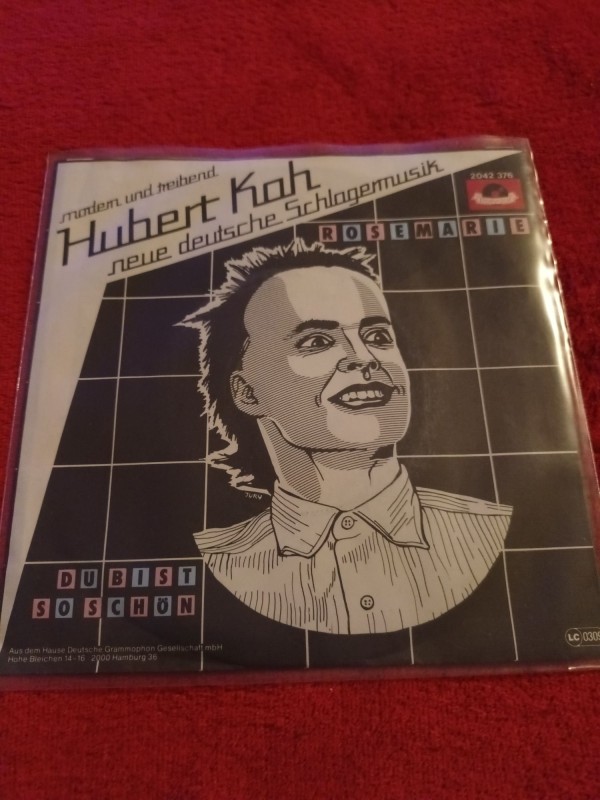 modern und treibend
Hubert Kah
neue deutsche Schlagermusik
2042 376
ROSEMARIE
JURU
DU BIST
SO SCHÖN
Aus dem Hause Deutsche Grammophon Gesellschaft mbH
Hohe Bleichen 14-16 2000 Hamburg 36
LC 0309